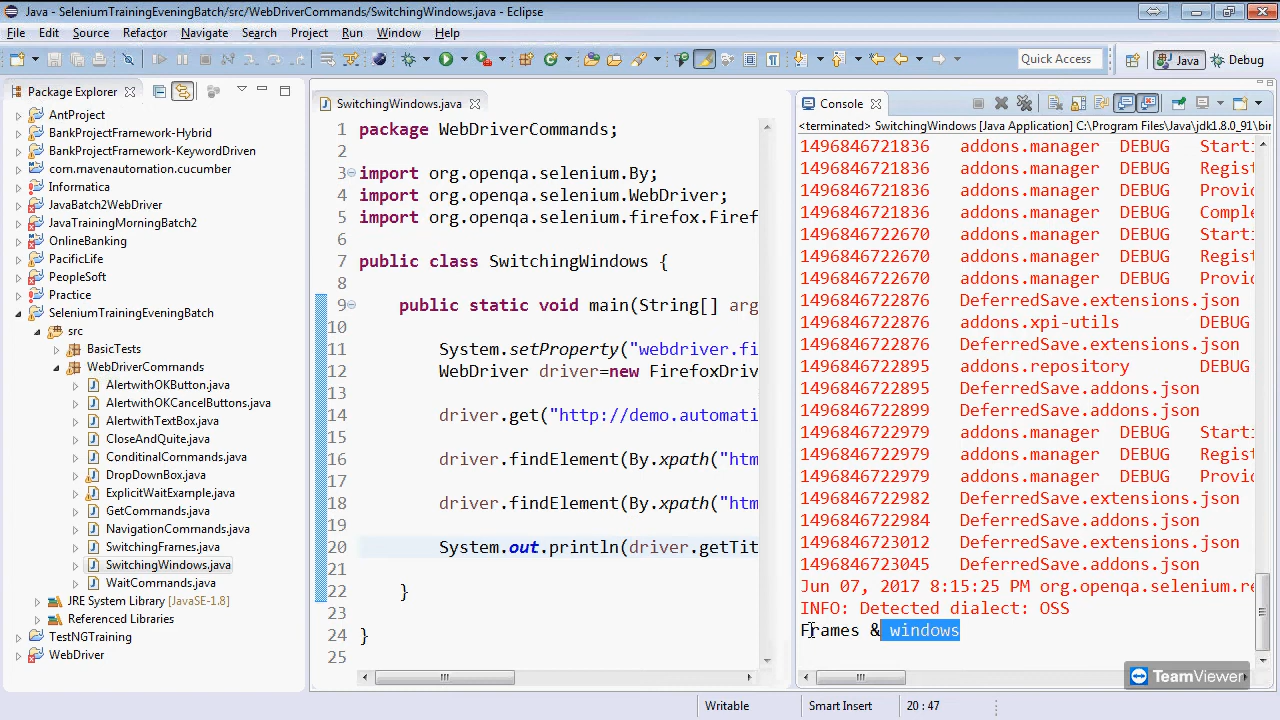 Java - SeleniumTrainingEveningBatch/src/WebDriverCommands/SwitchingWindows.java - Eclipse
File Edit Source Refactor Navigate Search Project Run Window Help
Quick Access Java Debug
Package Explorer
AntProject
BankProjectFramework-Hybrid
BankProjectFramework-KeywordDriven
com.mavenautomation.cucumber
Informatica
JavaBatch2WebDriver
JavaTrainingMorningBatch2
OnlineBanking
PacificLife
PeopleSoft
Practice
SeleniumTrainingEveningBatch
src
BasicTests
WebDriverCommands
AlertwithOKButton.java
AlertwithOKCancelButtons.java
AlertwithTextBox.java
CloseAndQuite.java
ConditinalCommands.java
DropDownBox.java
ExplicitWaitExample.java
GetCommands.java
NavigationCommands.java
SwitchingFrames.java
SwitchingWindows.java
WaitCommands.java
JRE System Library [JavaSE-1.8]
Referenced Libraries
TestNGTraining
WebDriver
SwitchingWindows.java
1 package WebDriverCommands;
2
3 import org.openqa.selenium.By;
4 import org.openqa.selenium.WebDriver;
5 import org.openqa.selenium.firefox.Firef
6
7 public class SwitchingWindows {
8
9 public static void main(String[] arg
10
11 System.setProperty("webdriver.fi
12 WebDriver driver=new FirefoxDriv
13
14 driver.get("http://demo.automati
15
16 driver.findElement(By.xpath("htm
17
18 driver.findElement(By.xpath("htm
19
20 System.out.println(driver.getTit
21
22 }
23
24 }
25
Console
<terminated> SwitchingWindows [Java Application] C:\Program Files\Java\jdk1.8.0_91\bin
1496846721836 addons.manager DEBUG Starti
1496846721836 addons.manager DEBUG Regist
1496846721836 addons.manager DEBUG Provid
1496846721836 addons.manager DEBUG Comple
1496846722670 addons.manager DEBUG Starti
1496846722670 addons.manager DEBUG Regist
1496846722670 addons.manager DEBUG Provid
1496846722876 DeferredSave.extensions.json
1496846722876 addons.xpi-utils DEBUG
1496846722876 DeferredSave.extensions.json
1496846722895 addons.repository DEBUG
1496846722895 DeferredSave.addons.json
1496846722899 DeferredSave.addons.json
1496846722979 addons.manager DEBUG Starti
1496846722979 addons.manager DEBUG Regist
1496846722979 addons.manager DEBUG Provid
1496846722982 DeferredSave.extensions.json
1496846722984 DeferredSave.addons.json
1496846723012 DeferredSave.extensions.json
1496846723045 DeferredSave.addons.json
Jun 07, 2017 8:15:25 PM org.openqa.selenium.re
INFO: Detected dialect: OSS
Frames & windows
TeamViewer
Writable Smart Insert 20 : 47